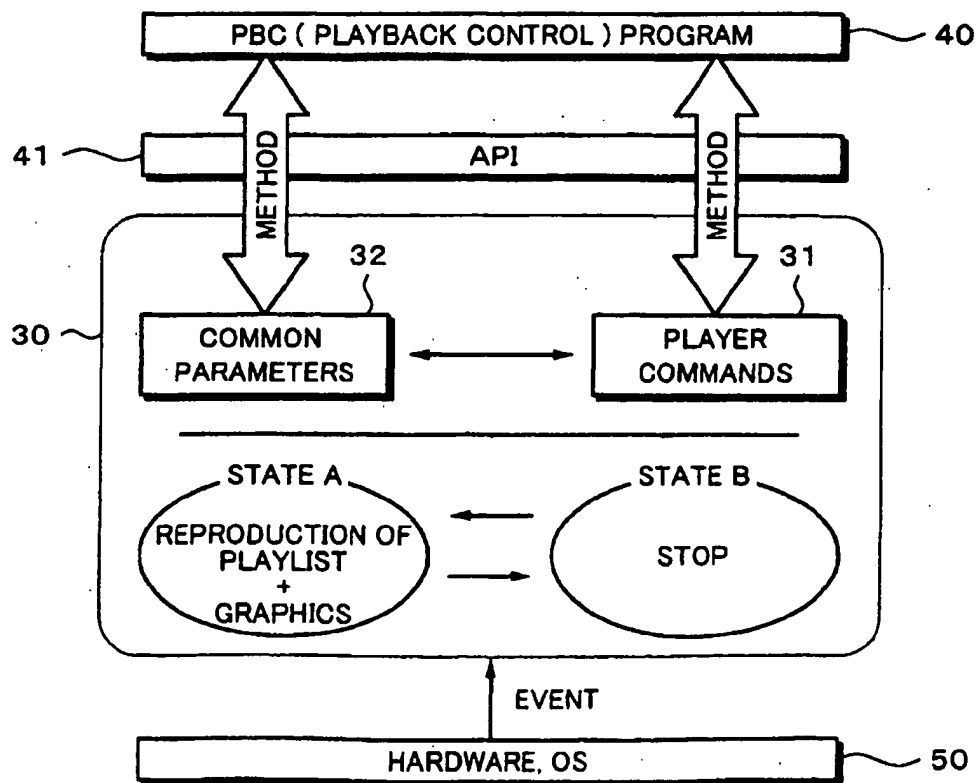 PBC ( PLAYBACK CONTROL ) PROGRAM
40
41
API
METHOD
METHOD
32
31
30
COMMON
PARAMETERS
PLAYER
COMMANDS
STATE A
STATE B
REPRODUCTION OF
PLAYLIST
+
GRAPHICS
STOP
EVENT
HARDWARE, OS
50